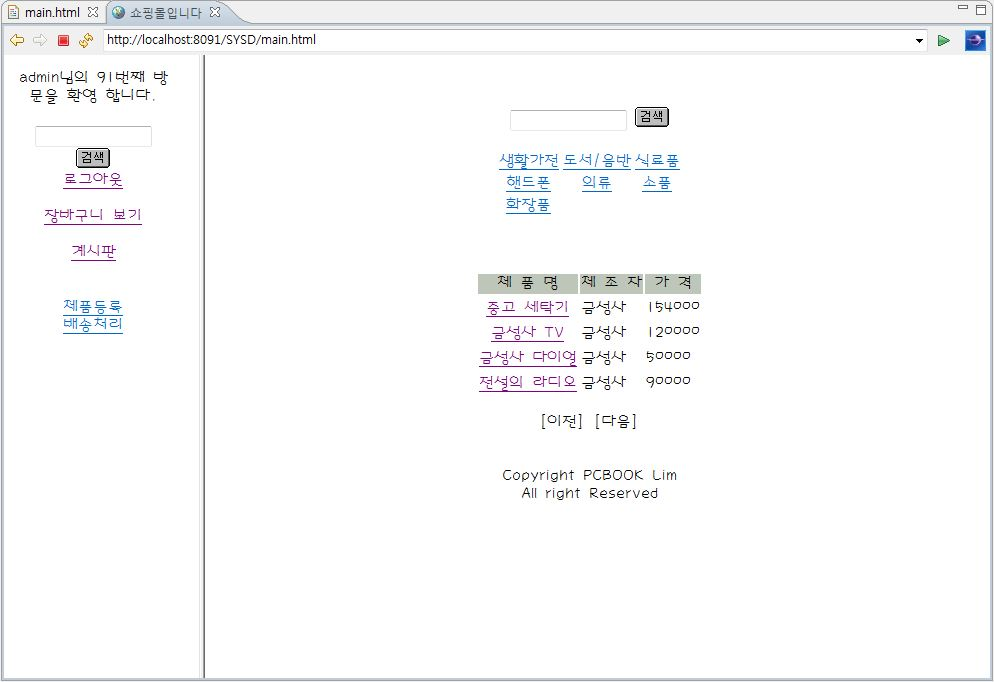 main.html
쇼핑몰입니다
http://localhost:8091/SYSD/main.html
admin님의 91번째 방
문을 환영 합니다.
검색
로그아웃
장바구니 보기
계시판
제품등록
배송처리
검색
생활가전 도서/음반 식료품
핸드폰 의류 소품
화장품
제 품 명 제 조 자 가 격
중고 세탁기 금성사 154000
금성사 TV 금성사 120000
금성사 다이얼 금성사 50000
전설의 라디오 금성사 90000
[이전] [다음]
Copyright PCBOOK Lim
All right Reserved